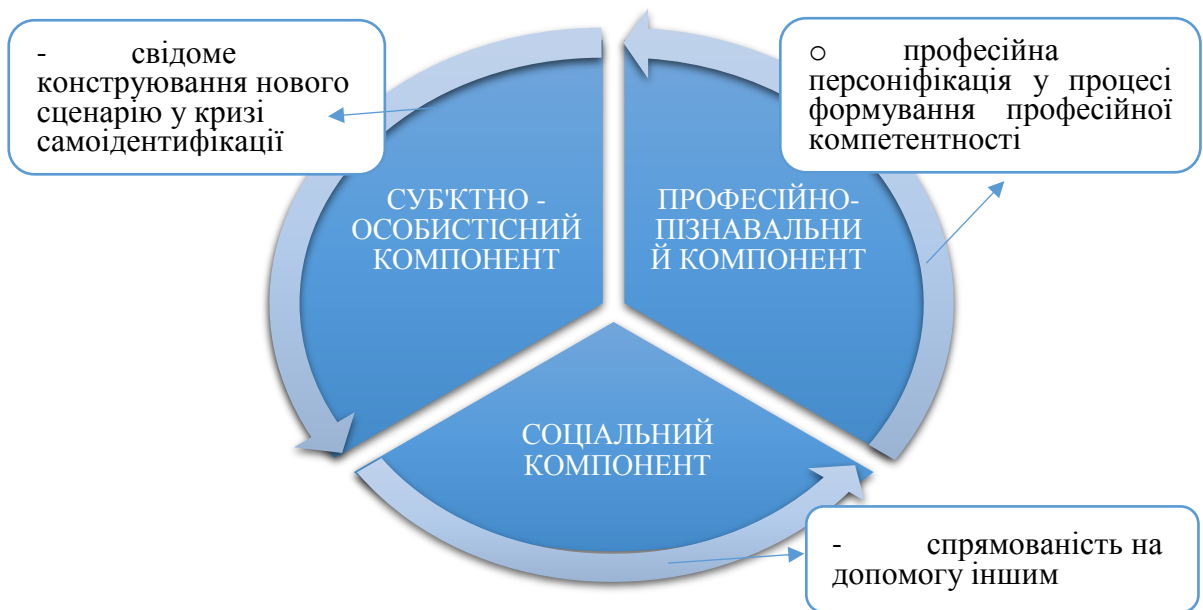 - свідоме
конструювання нового
сценарію у кризі
самоідентифікації
o професійна
персоніфікація у процесі
формування професійної
компетентності
СУБ'КТНО -
ОСОБИСТІСНИЙ
КОМПОНЕНТ
ПРОФЕСІЙНО-
ПІЗНАВАЛЬНИ
Й КОМПОНЕНТ
СОЦІАЛЬНИЙ
КОМПОНЕНТ
- спрямованість на
допомогу іншим